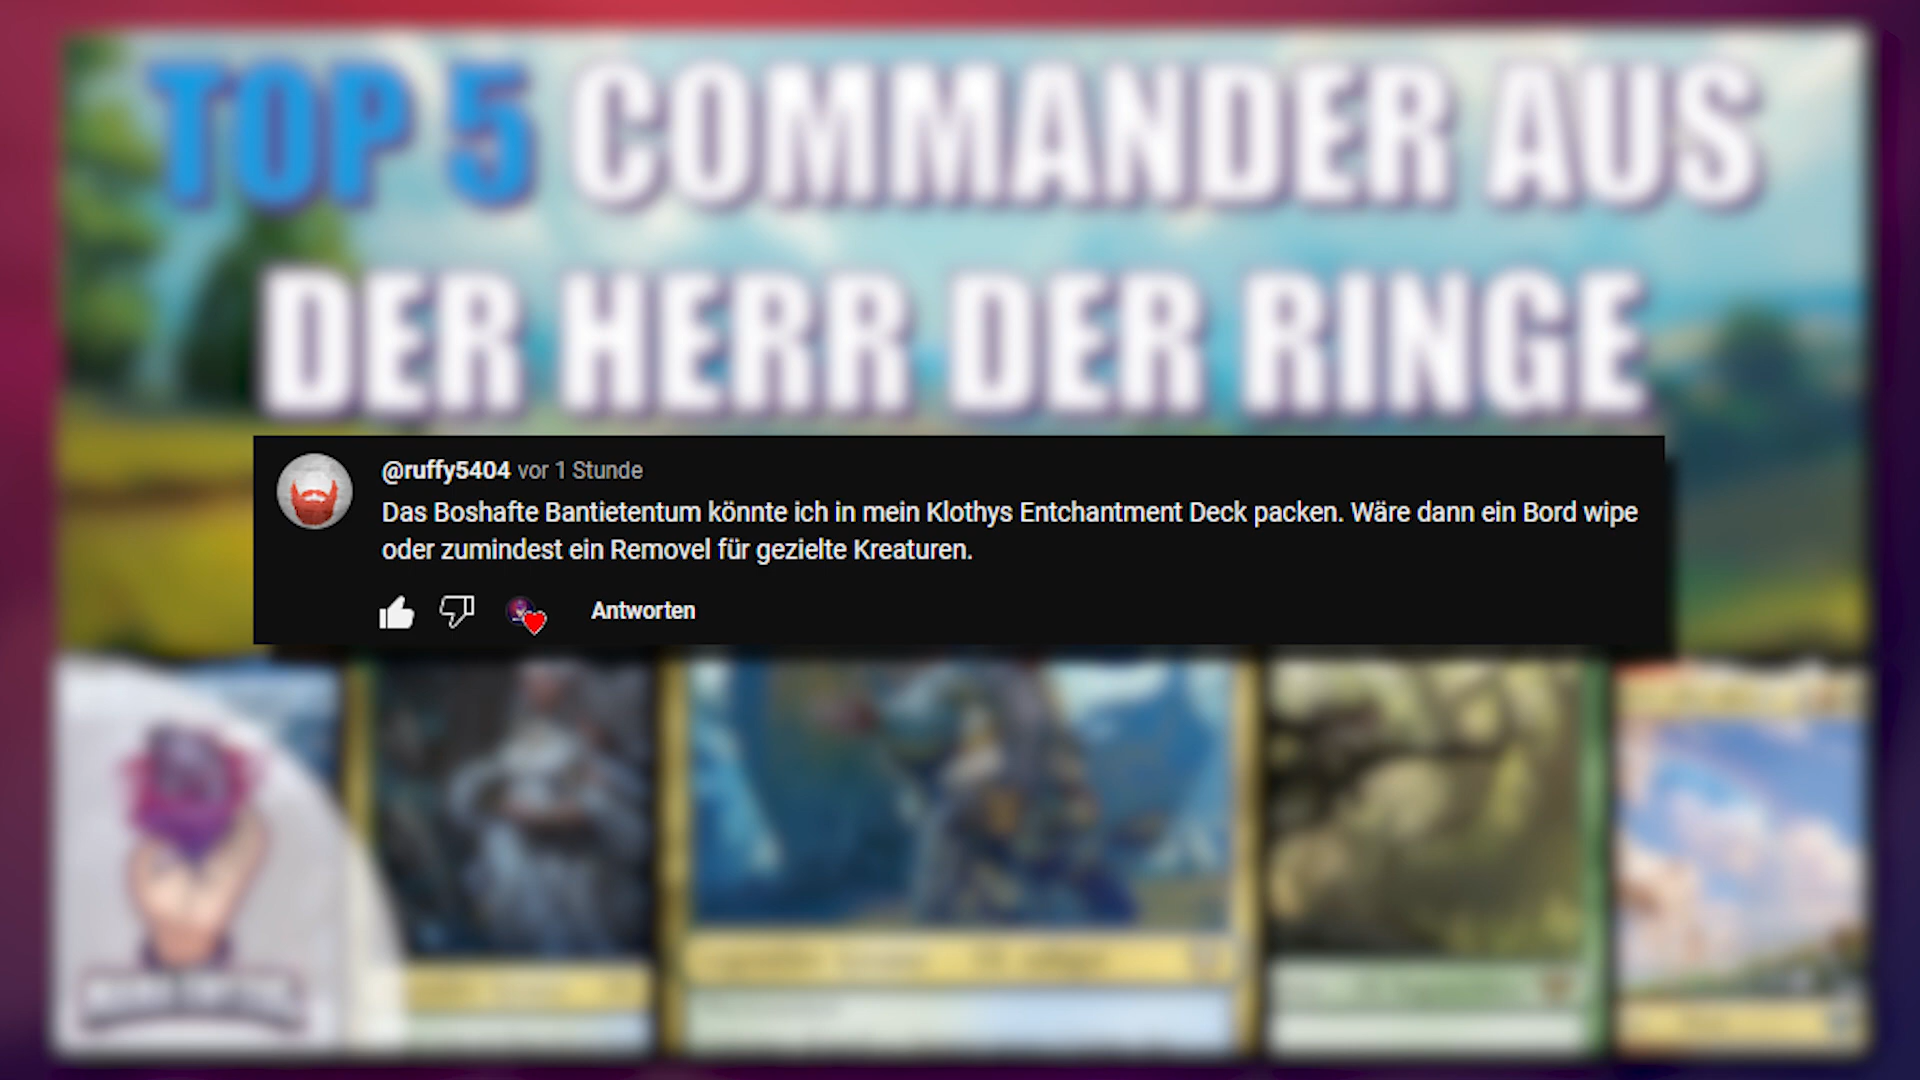 TOP 5 COMMANDER AUS
DER HERR DER RINGE
@ruffy5404 vor 1 Stunde
Das Boshafte Bantietentum könnte ich in mein Klothys Entchantment Deck packen. Wäre dann ein Bord wipe
oder zumindest ein Removel für gezielte Kreaturen.
Antworten